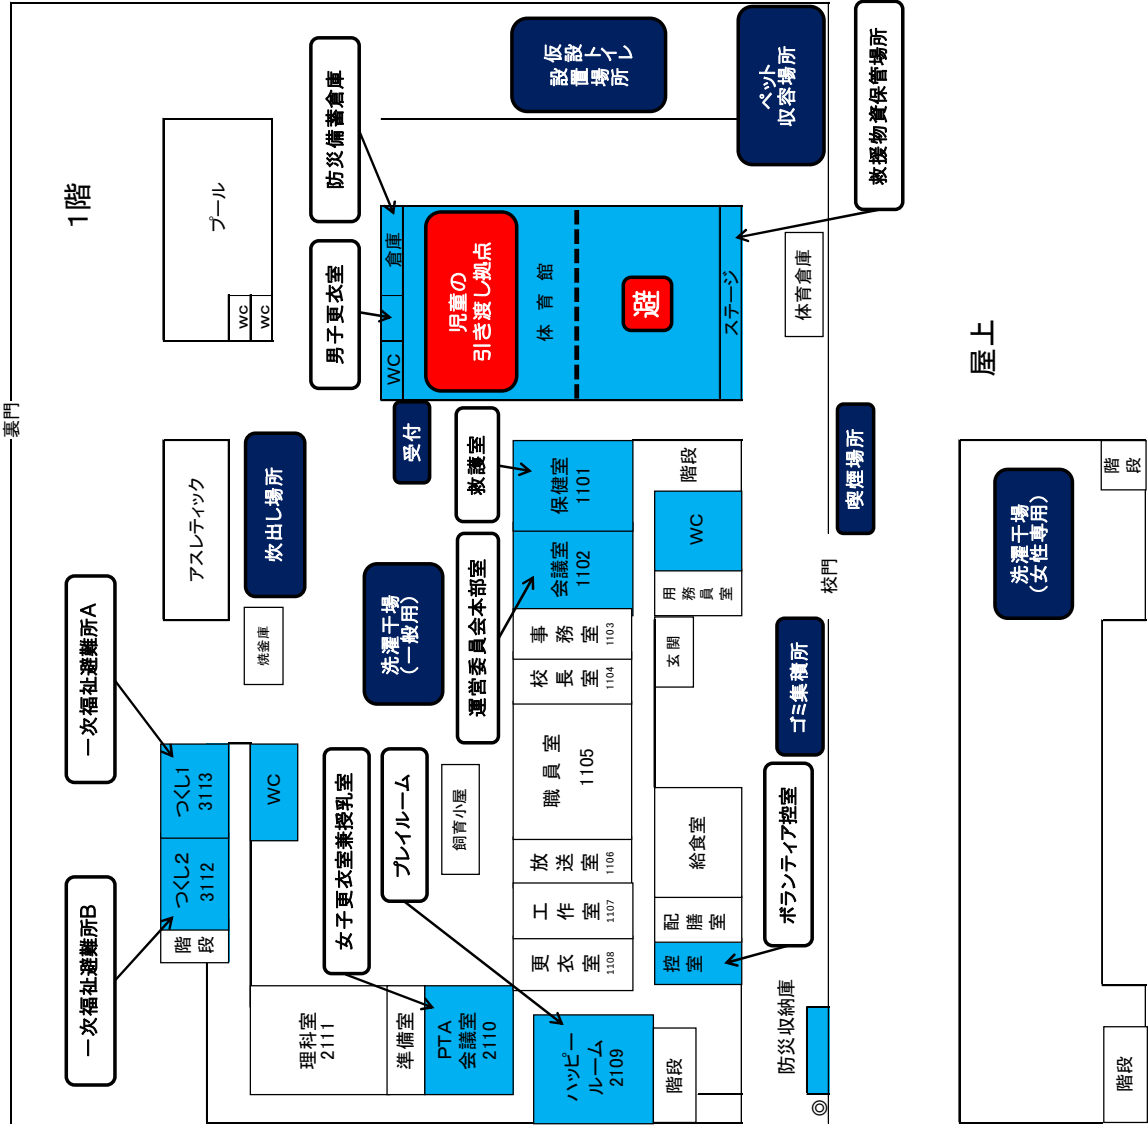 裏門
1階
一次福祉避難所B
一次福祉避難所A
階段
つくし2
3112
つくし1
3113
アスレティック
プール
WC
WC
WC
焼釜庫
炊出し場所
理科室
2111
準備室
女子更衣室兼授乳室
男子更衣室
防災備蓄倉庫
プレイルーム
洗濯干場
(一般用)
受付
WC
倉庫
PTA
会議室
2110
飼育小屋
運営委員会本部室
救護室
児童の
引き渡し拠点
体育館
避
ステージ
仮設トイレ
設置場所
ハッピー
ルーム
2109
更衣室
1108
工作室
1107
放送室
1106
職員室
1105
校長室
1104
事務室
1103
会議室
1102
保健室
1101
階段
控室
配膳室
給食室
玄関
用務員室
WC
階段
防災収納庫
◎
ボランティア控室
ゴミ集積所
校門
喫煙場所
体育倉庫
ペット
収容場所
救援物資保管場所
屋上
洗濯干場
(女性専用)
階段
階段